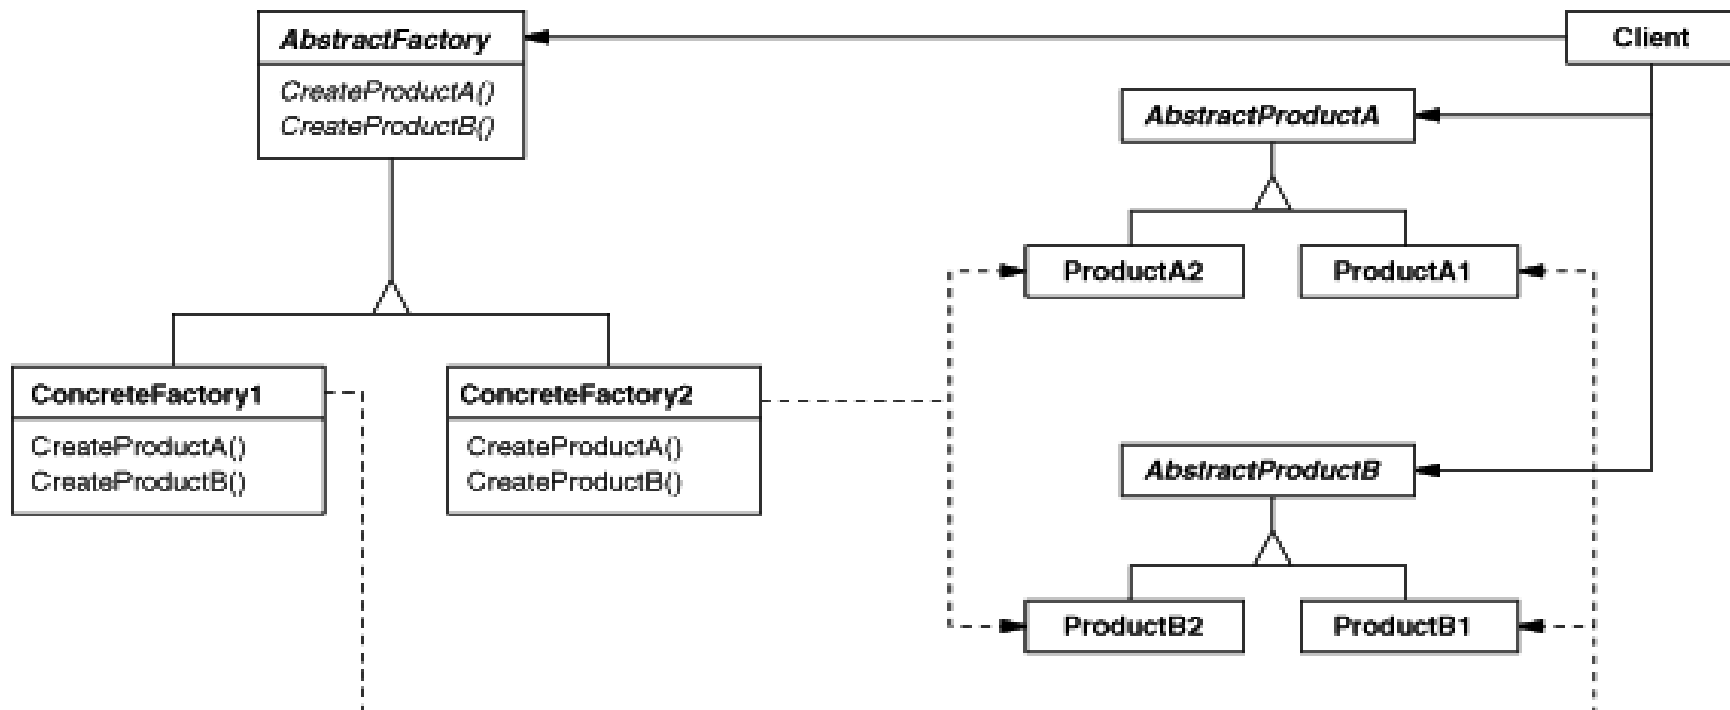 AbstractFactory
CreateProductA()
CreateProductB()
Client
AbstractProductA
ProductA2
ProductA1
ConcreteFactory1
CreateProductA()
CreateProductB()
ConcreteFactory2
CreateProductA()
CreateProductB()
AbstractProductB
ProductB2
ProductB1